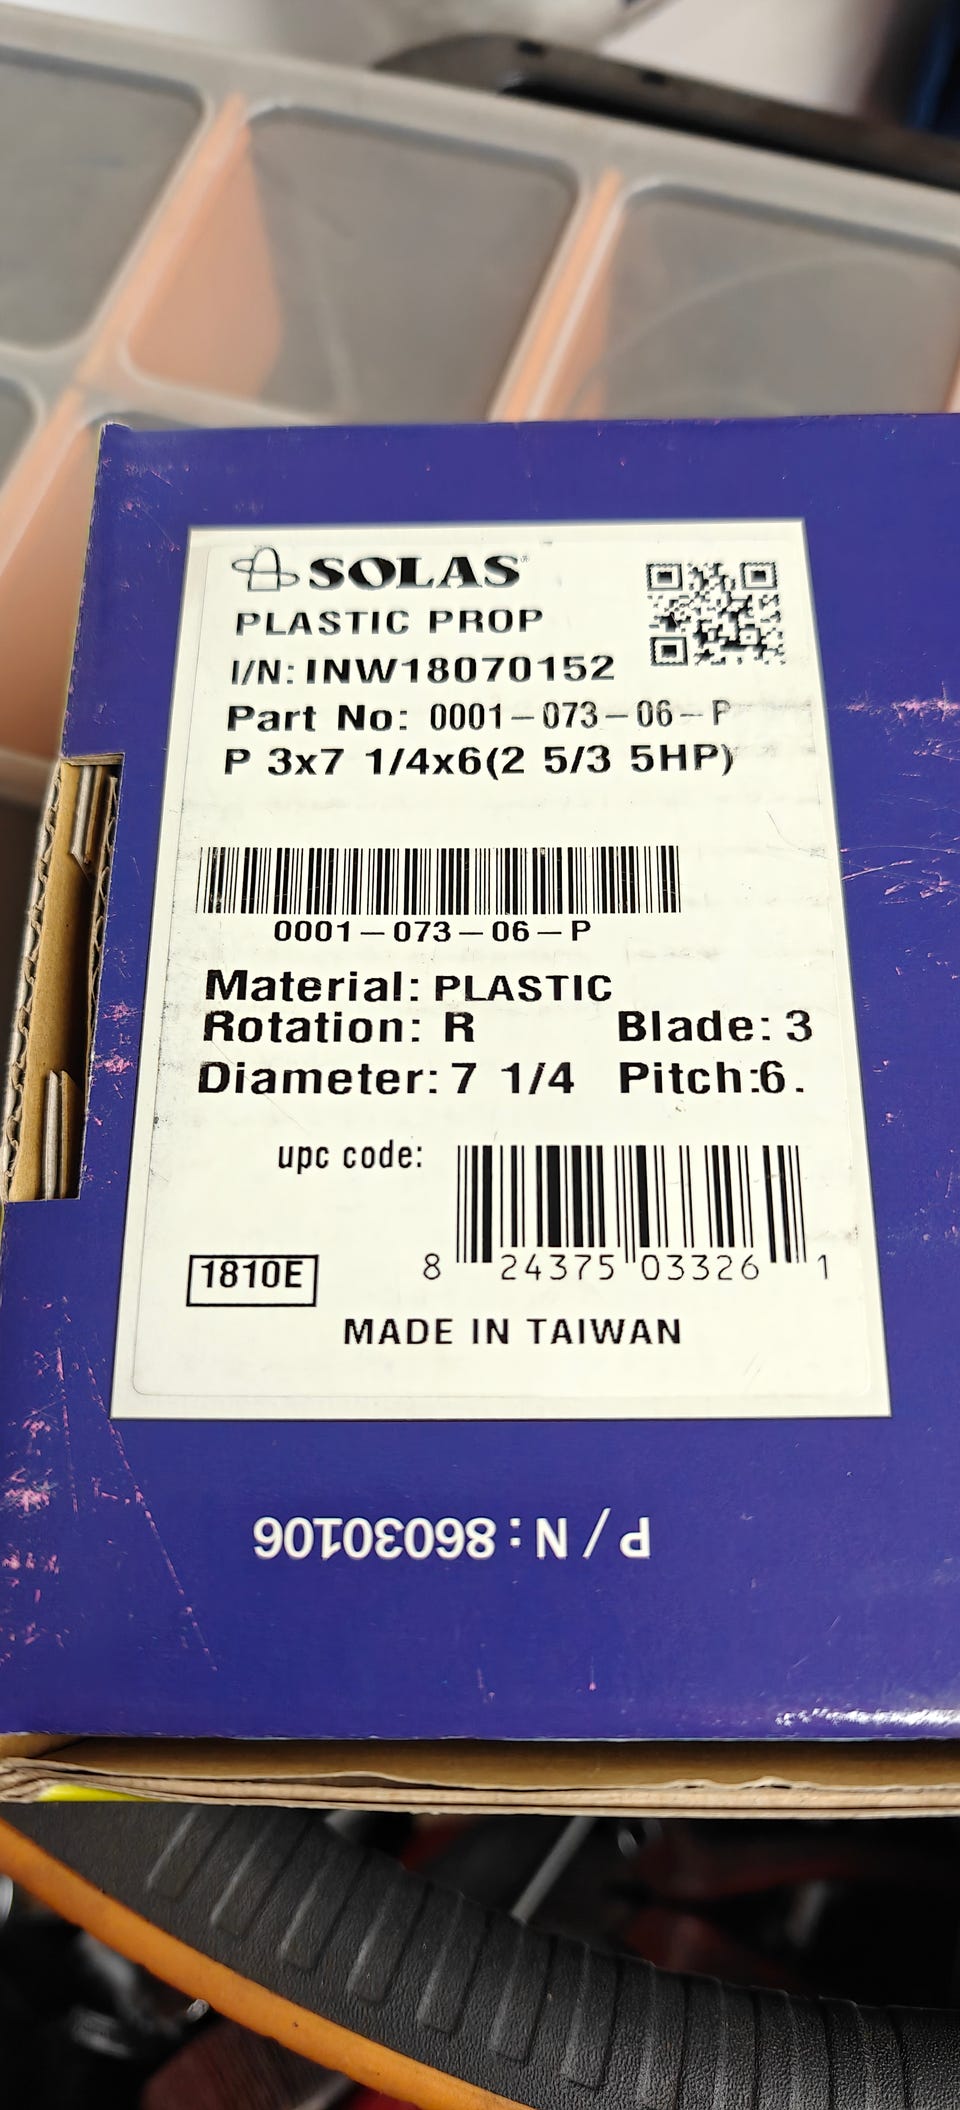 SOLAS®
PLASTIC PROP
I/N: INW18070152
Part No: 0001-073-06-P
P 3x7 1/4x6(2 5/3 5HP)
0001-073-06-P
Material: PLASTIC
Rotation: R Blade: 3
Diameter: 7 1/4 Pitch:6.
upc code:
8 24375 03326 1
1810E
MADE IN TAIWAN
P/N:86030106